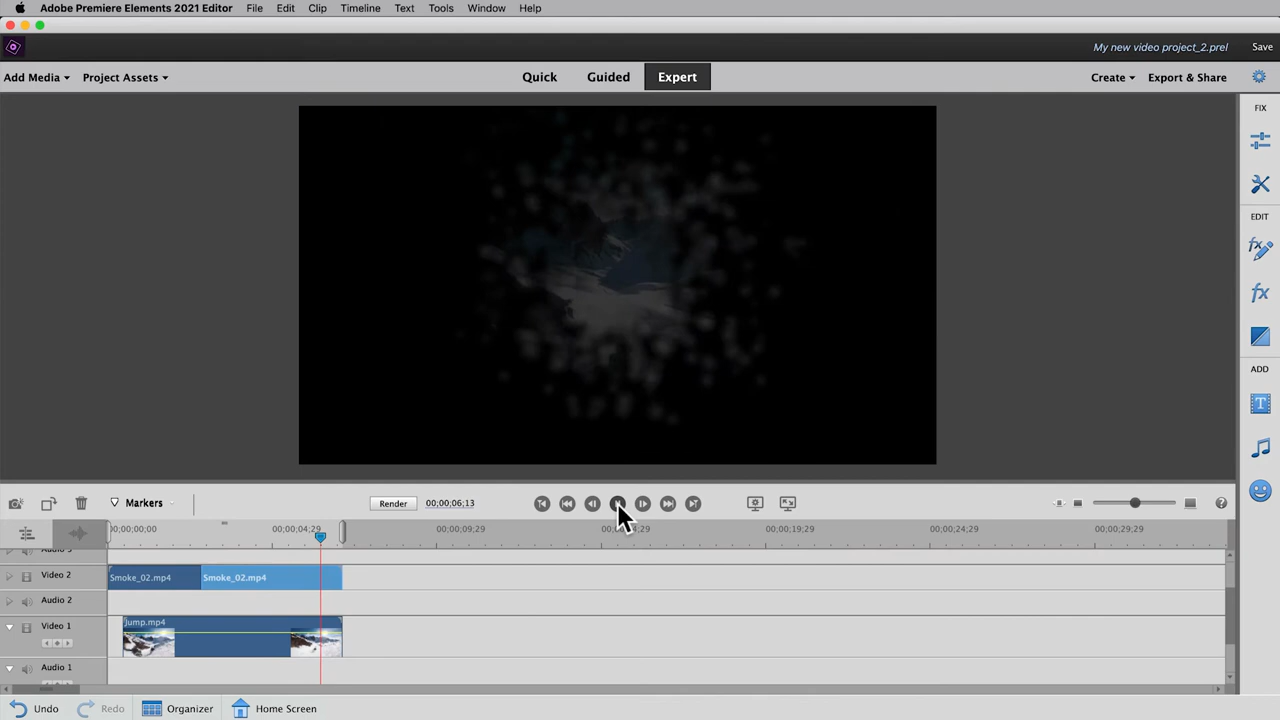 Adobe Premiere Elements 2021 Editor File Edit Clip Timeline Text Tools Window Help
My new video project_2.prel Save
Add Media Project Assets Quick Guided Expert Create Export & Share
FIX
EDIT
ADD
Markers Render 00;00;06;13
00;00;00;00 00;00;04;29 00;00;09;29 00;00;19;29 00;00;24;29 00;00;29;29
Audio 3
Video 2 Smoke_02.mp4 Smoke_02.mp4
Audio 2
Video 1 Jump.mp4
Audio 1
Undo Redo Organizer Home Screen